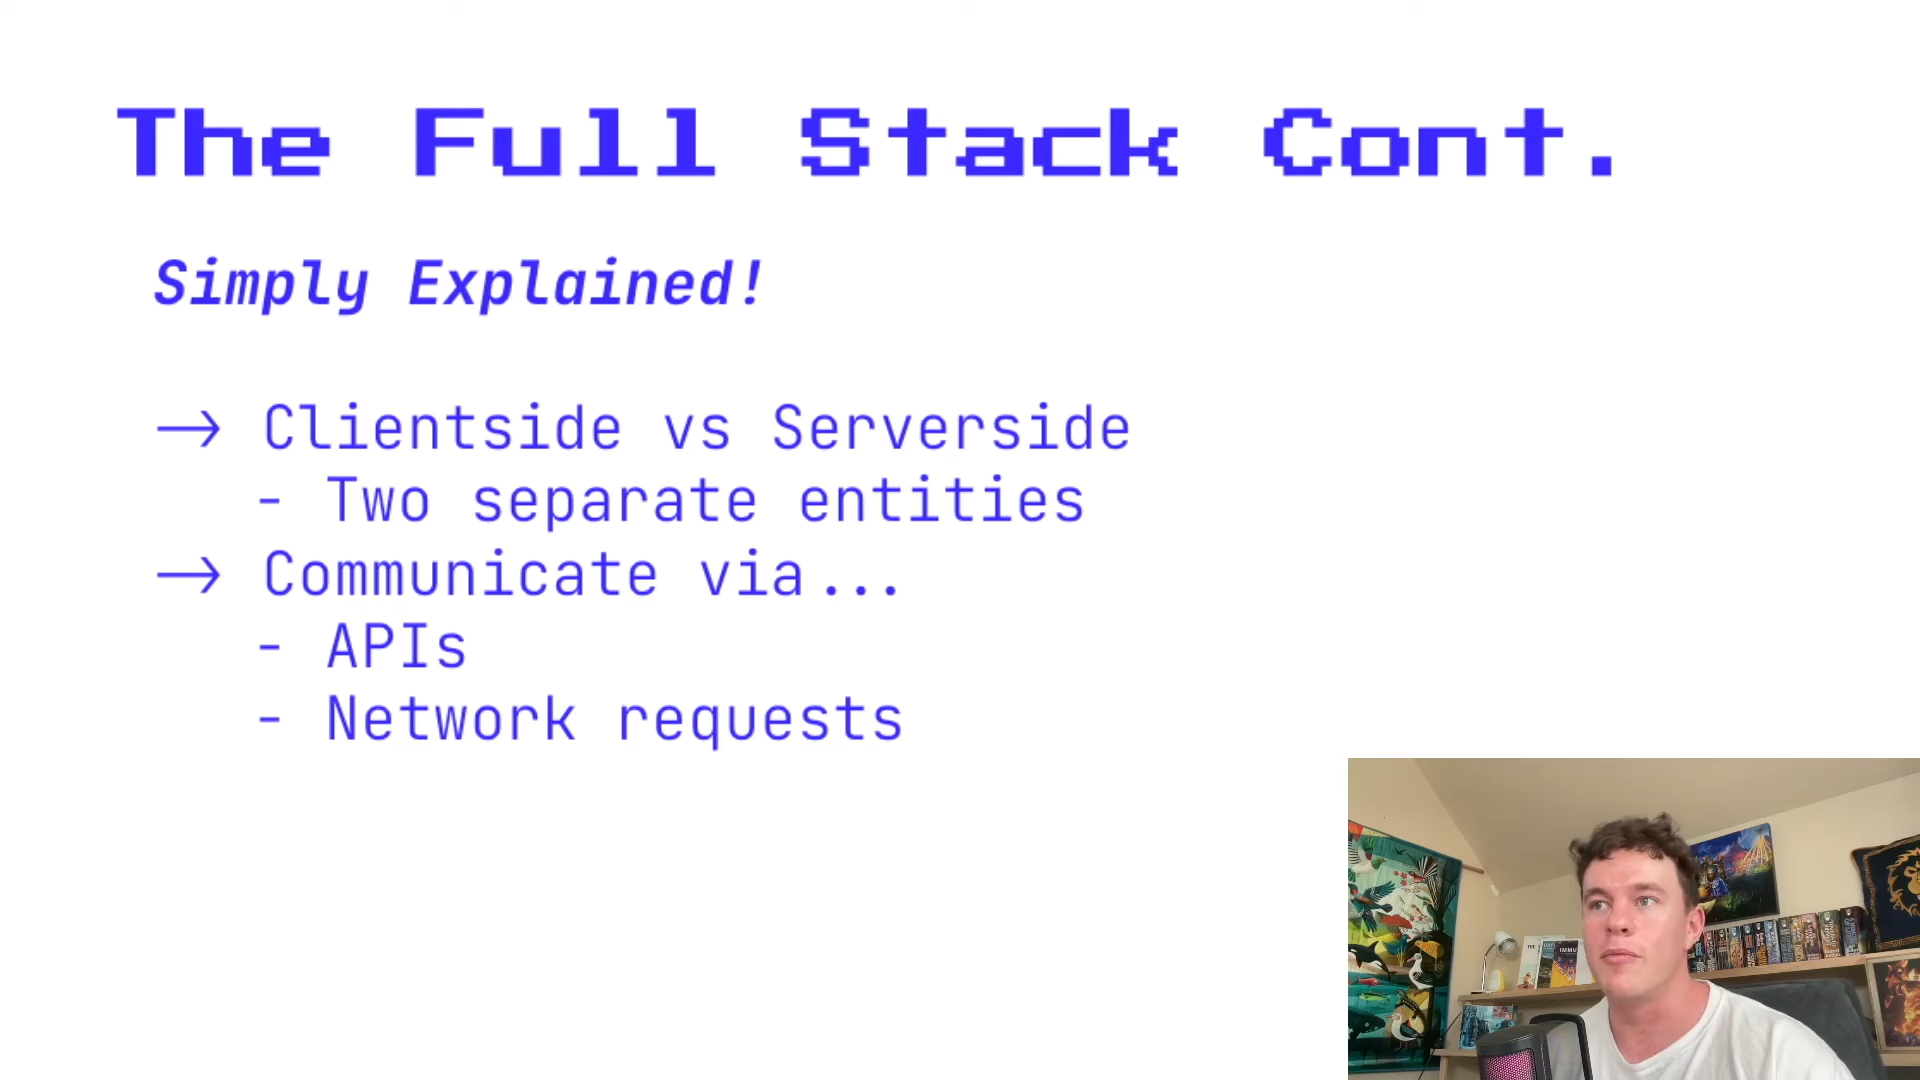 The Full Stack Cont.
Simply Explained!
→ Clientside vs Serverside
- Two separate entities
→ Communicate via...
- APIs
- Network requests